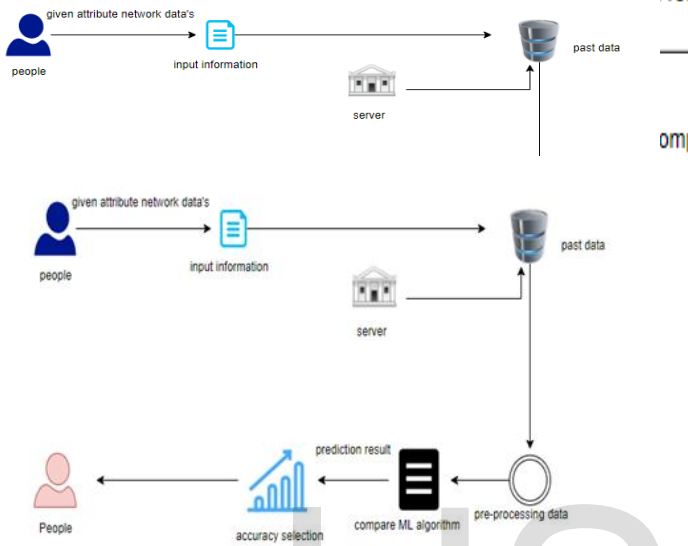 given attribute network data's
people
input information
past data
server
given attribute network data's
people
input information
past data
server
prediction result
People
accuracy selection
compare ML algorithm
pre-processing data